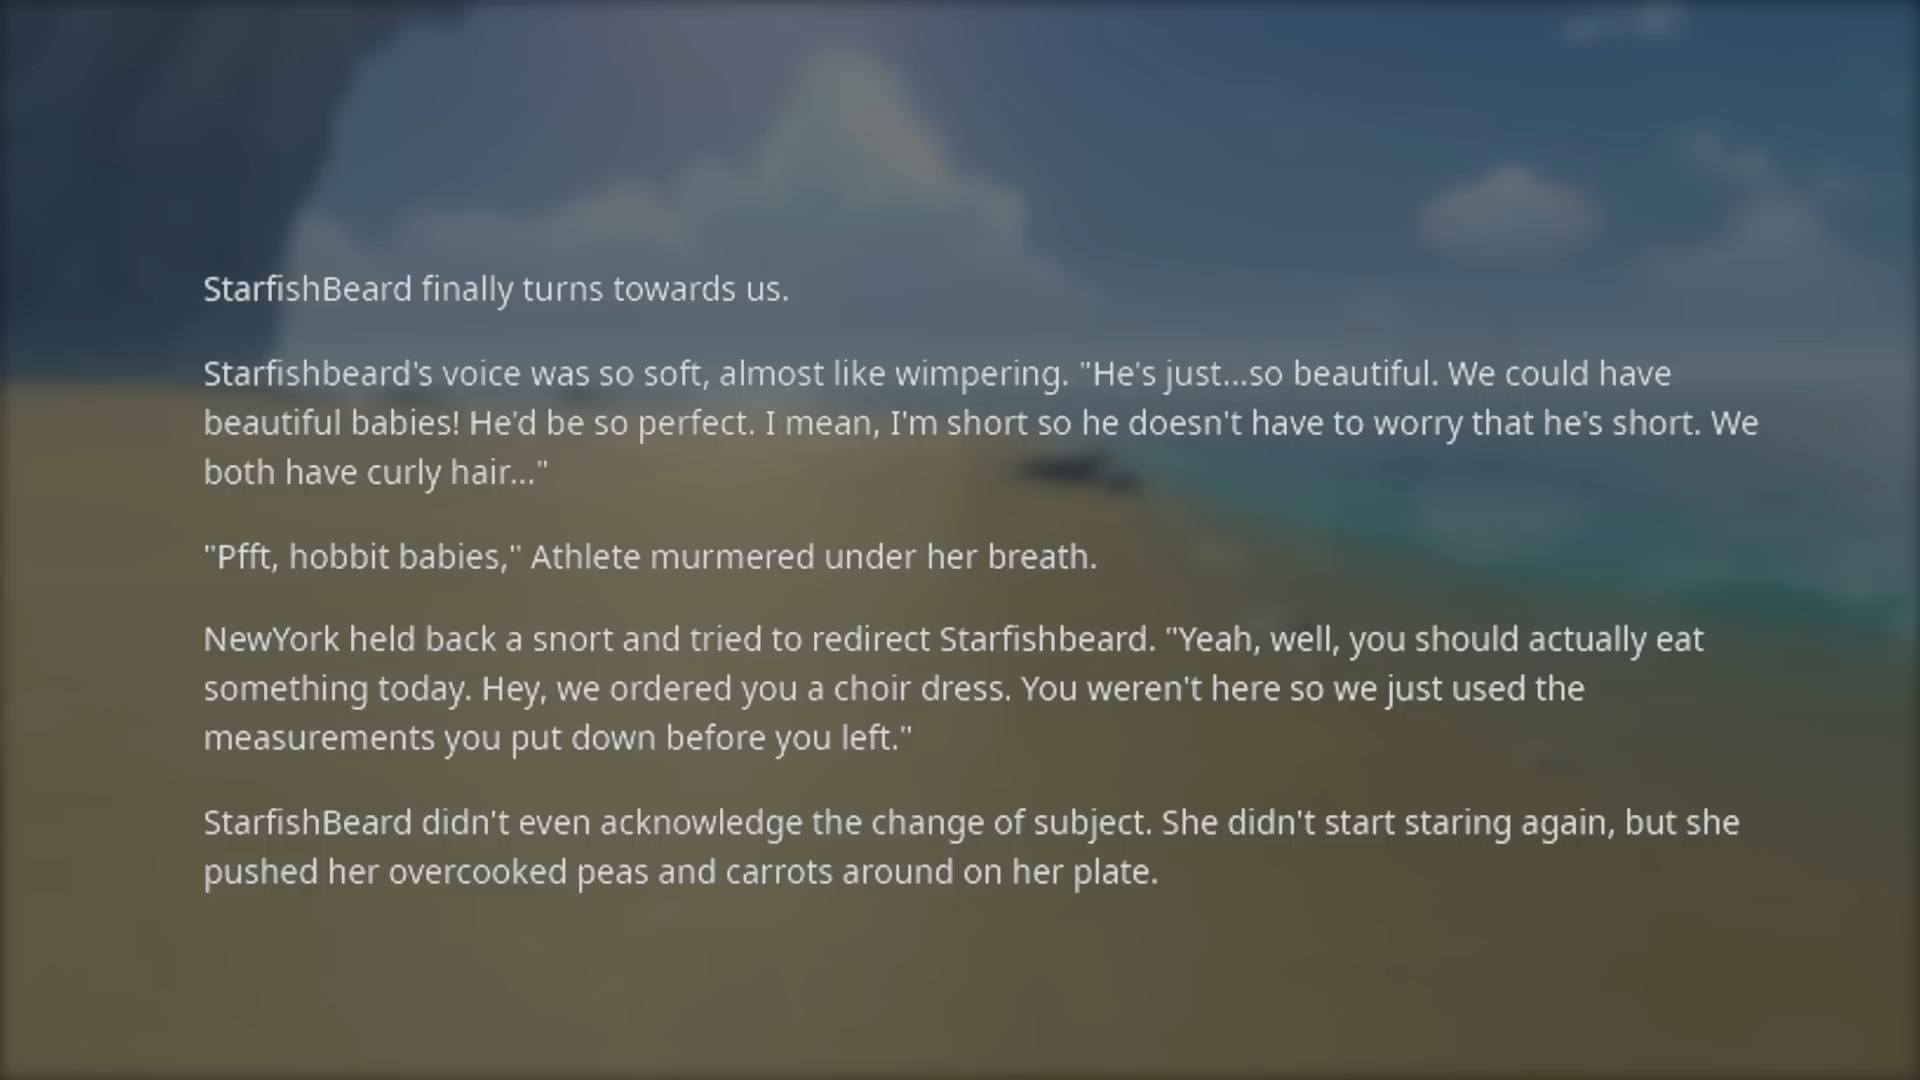 StarfishBeard finally turns towards us.
Starfishbeard's voice was so soft, almost like wimpering. "He's just...so beautiful. We could have
beautiful babies! He'd be so perfect. I mean, I'm short so he doesn't have to worry that he's short. We
both have curly hair..."
"Pfft, hobbit babies," Athlete murmered under her breath.
NewYork held back a snort and tried to redirect Starfishbeard. "Yeah, well, you should actually eat
something today. Hey, we ordered you a choir dress. You weren't here so we just used the
measurements you put down before you left."
StarfishBeard didn't even acknowledge the change of subject. She didn't start staring again, but she
pushed her overcooked peas and carrots around on her plate.